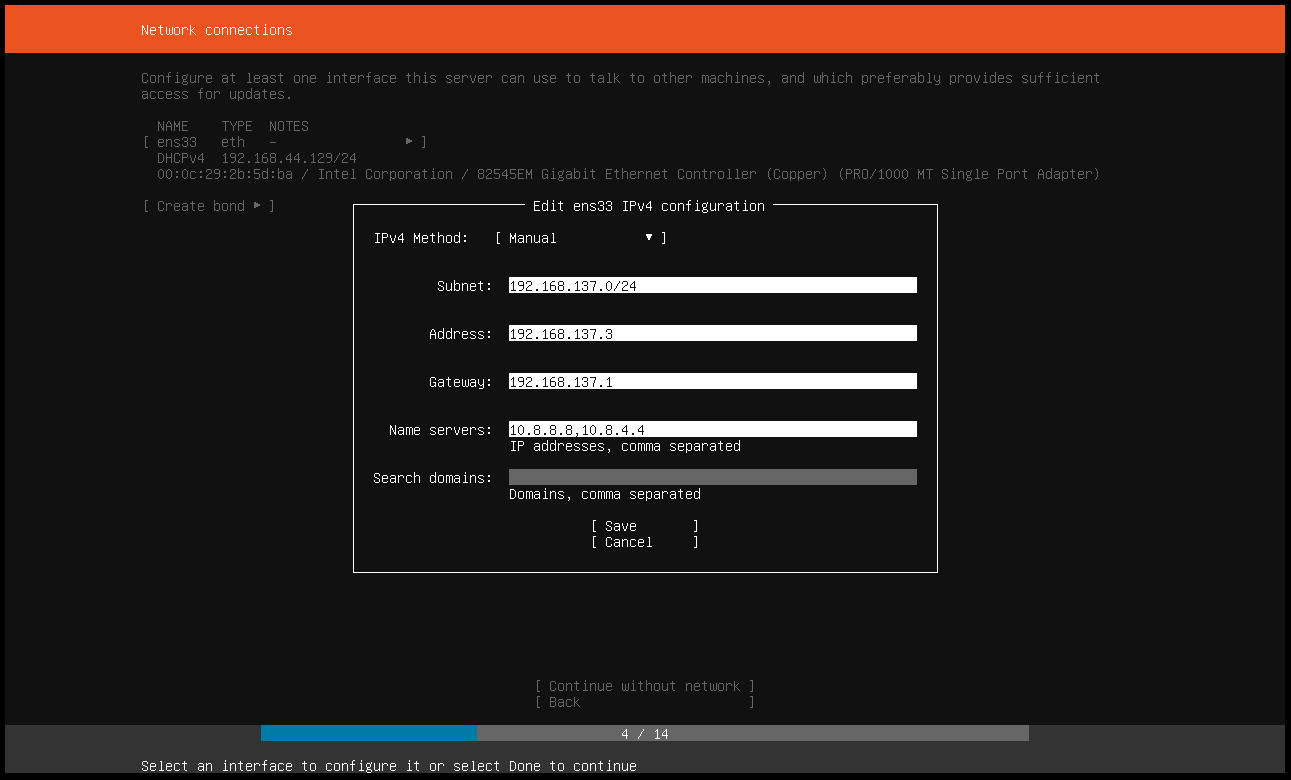 Network connections
Configure at least one interface this server can use to talk to other machines, and which preferably provides sufficient
access for updates.
NAME TYPE NOTES
[ ens33 eth – ▸ ]
DHCPv4 192.168.44.129/24
00:0c:29:2b:5d:ba / Intel Corporation / 82545EM Gigabit Ethernet Controller (Copper) (PRO/1000 MT Single Port Adapter)
[ Create bond ▸ ]
Edit ens33 IPv4 configuration
IPv4 Method: [ Manual ▾ ]
Subnet: 192.168.137.0/24
Address: 192.168.137.3
Gateway: 192.168.137.1
Name servers: 10.8.8.8,10.8.4.4
IP addresses, comma separated
Search domains:
Domains, comma separated
[ Save ]
[ Cancel ]
[ Continue without network ]
[ Back ]
4 / 14
Select an interface to configure it or select Done to continue